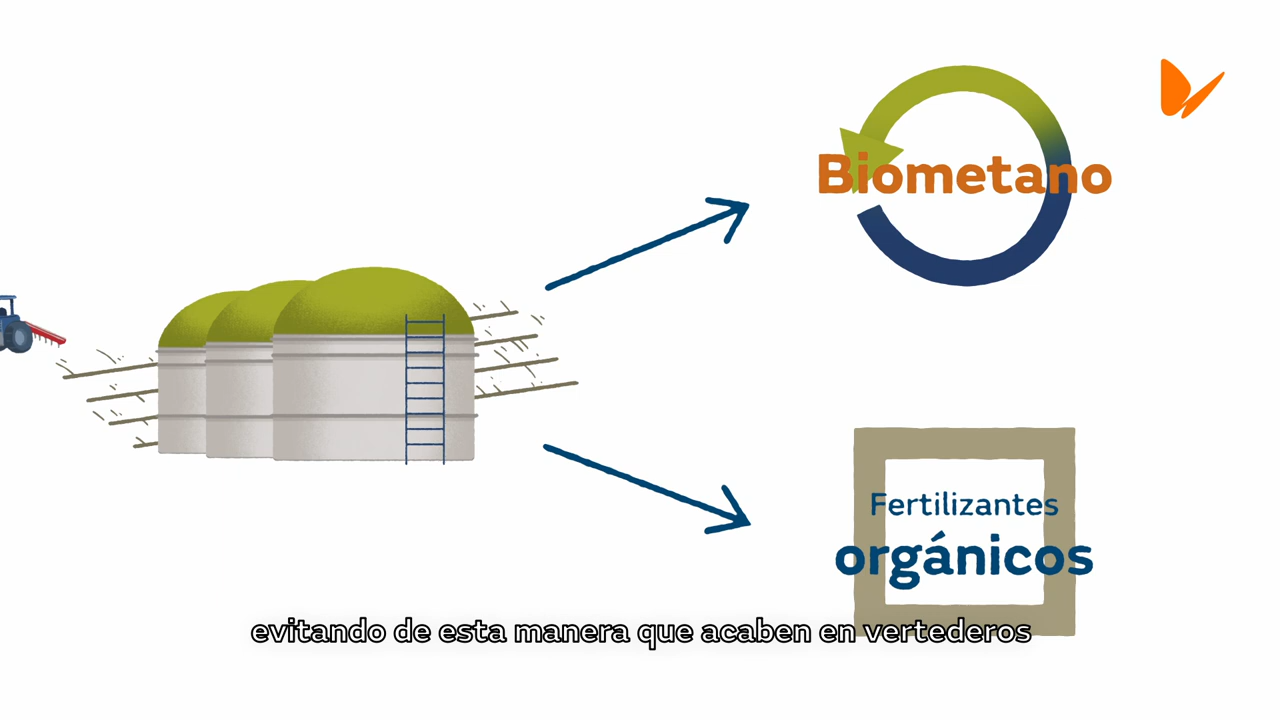 Biometano
Fertilizantes
orgánicos
evitando de esta manera que acaben en vertederos